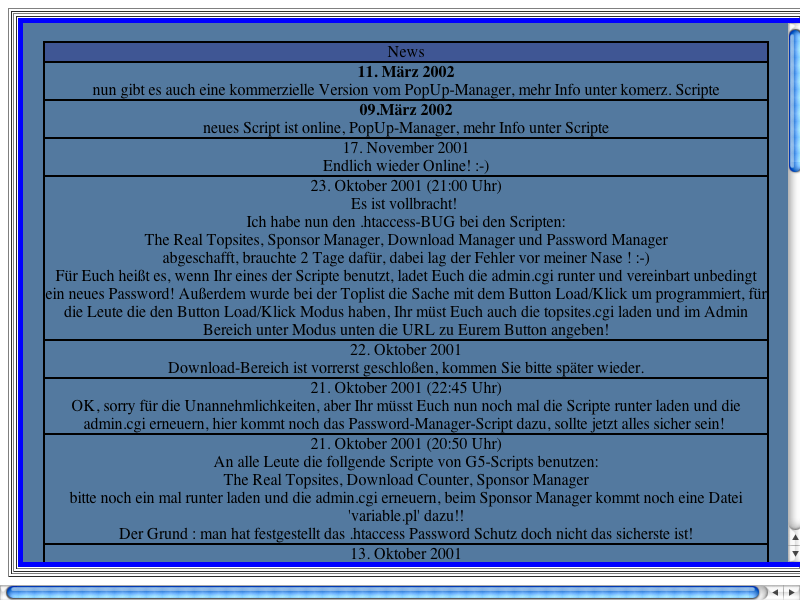 News
11. März 2002
nun gibt es auch eine kommerzielle Version vom PopUp-Manager, mehr Info unter komerz. Scripte
09.März 2002
neues Script ist online, PopUp-Manager, mehr Info unter Scripte
17. November 2001
Endlich wieder Online! :-)
23. Oktober 2001 (21:00 Uhr)
Es ist vollbracht!
Ich habe nun den .htaccess-BUG bei den Scripten:
The Real Topsites, Sponsor Manager, Download Manager und Password Manager
abgeschafft, brauchte 2 Tage dafür, dabei lag der Fehler vor meiner Nase ! :-)
Für Euch heißt es, wenn Ihr eines der Scripte benutzt, ladet Euch die admin.cgi runter und vereinbart unbedingt
ein neues Password! Außerdem wurde bei der Toplist die Sache mit dem Button Load/Klick um programmiert, für
die Leute die den Button Load/Klick Modus haben, Ihr müst Euch auch die topsites.cgi laden und im Admin
Bereich unter Modus unten die URL zu Eurem Button angeben!
22. Oktober 2001
Download-Bereich ist vorrerst geschloßen, kommen Sie bitte später wieder.
21. Oktober 2001 (22:45 Uhr)
OK, sorry für die Unannehmlichkeiten, aber Ihr müsst Euch nun noch mal die Scripte runter laden und die
admin.cgi erneuern, hier kommt noch das Password-Manager-Script dazu, sollte jetzt alles sicher sein!
21. Oktober 2001 (20:50 Uhr)
An alle Leute die follgende Scripte von G5-Scripts benutzen:
The Real Topsites, Download Counter, Sponsor Manager
bitte noch ein mal runter laden und die admin.cgi erneuern, beim Sponsor Manager kommt noch eine Datei
'variable.pl' dazu!!
Der Grund : man hat festgestellt das .htaccess Password Schutz doch nicht das sicherste ist!
13. Oktober 2001